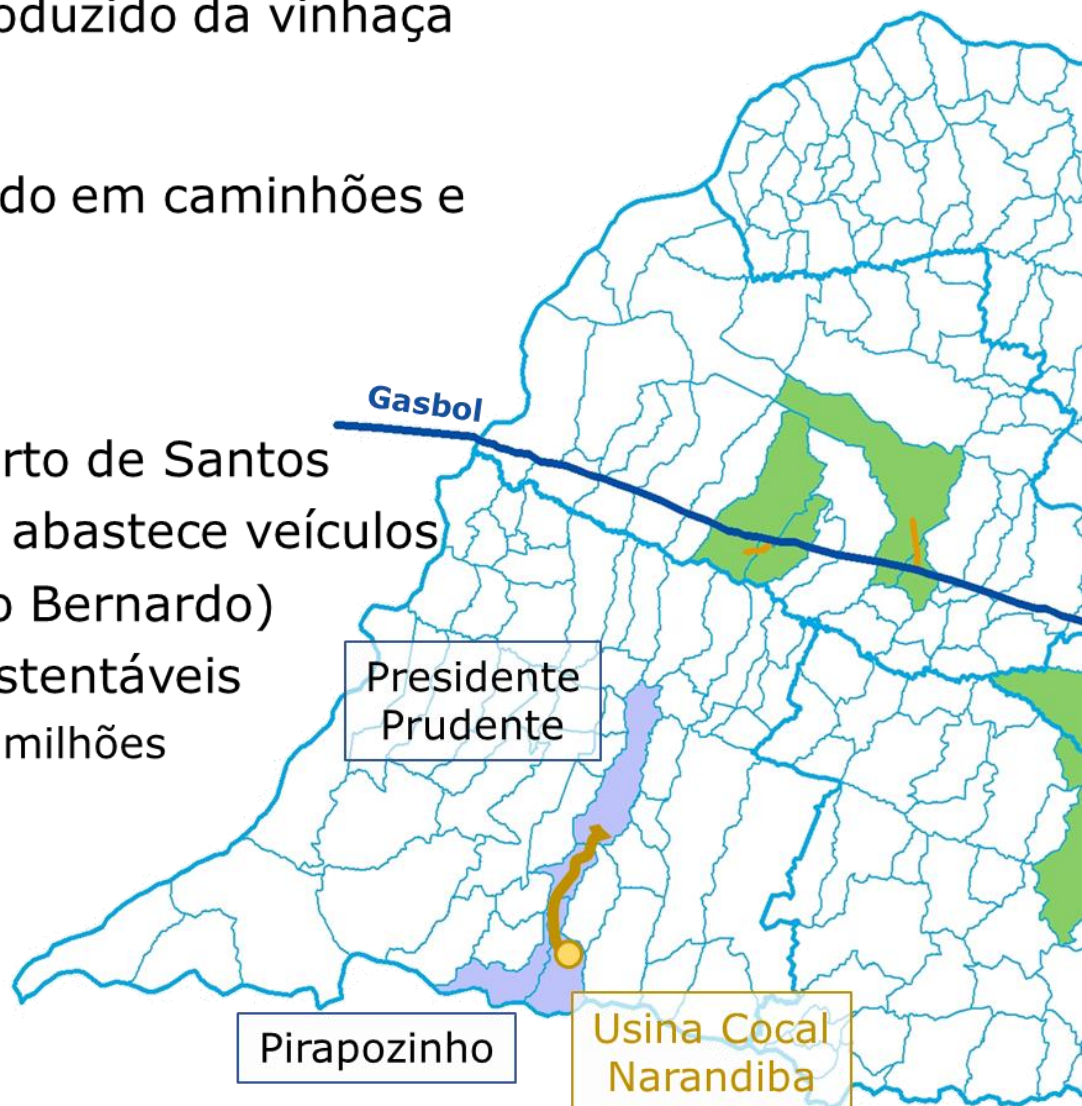 oduzido da vinhaça
do em caminhões e
Gasbol
rto de Santos
abastece veículos
o Bernardo)
stentáveis
milhões
Presidente
Prudente
Pirapozinho
Usina Cocal
Narandiba